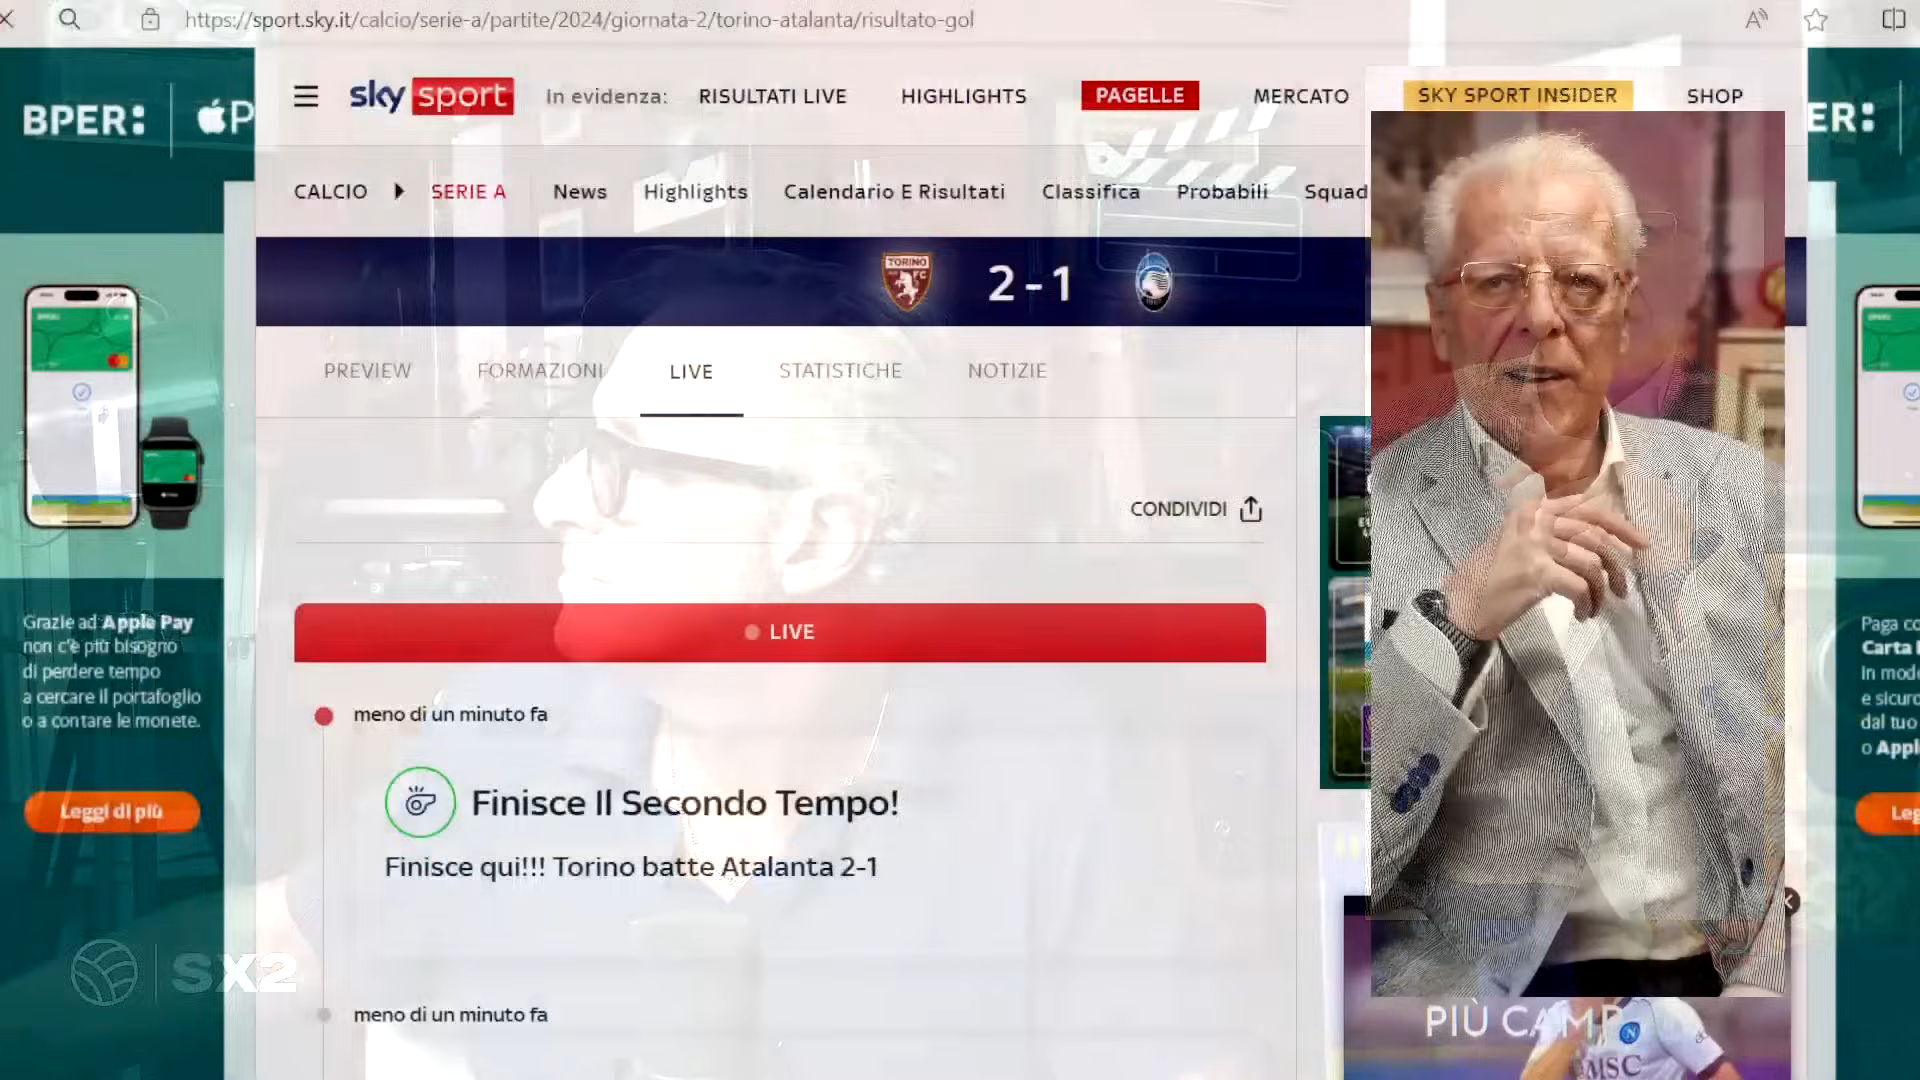 https://sport.sky.it/calcio/serie-a/partite/2024/giornata-2/torino-atalanta/risultato-gol
BPER:
P
sky sport
In evidenza:
RISULTATI LIVE
HIGHLIGHTS
PAGELLE
MERCATO
SKY SPORT INSIDER
SHOP
ER:
CALCIO
SERIE A
News
Highlights
Calendario E Risultati
Classifica
Probabili
Squad
TORINO
FC
2 - 1
PREVIEW
FORMAZIONI
LIVE
STATISTICHE
NOTIZIE
CONDIVIDI
LIVE
Grazie ad Apple Pay
non c'è più bisogno
di perdere tempo
a cercare il portafoglio
o a contare le monete.
Leggi di più
meno di un minuto fa
Finisce Il Secondo Tempo!
Finisce qui!!! Torino batte Atalanta 2-1
meno di un minuto fa
SX2
Paga co
Carta
In mod
e sicuro
dal tuo
o Appl
Leg
PIÙ CAMP
MSC